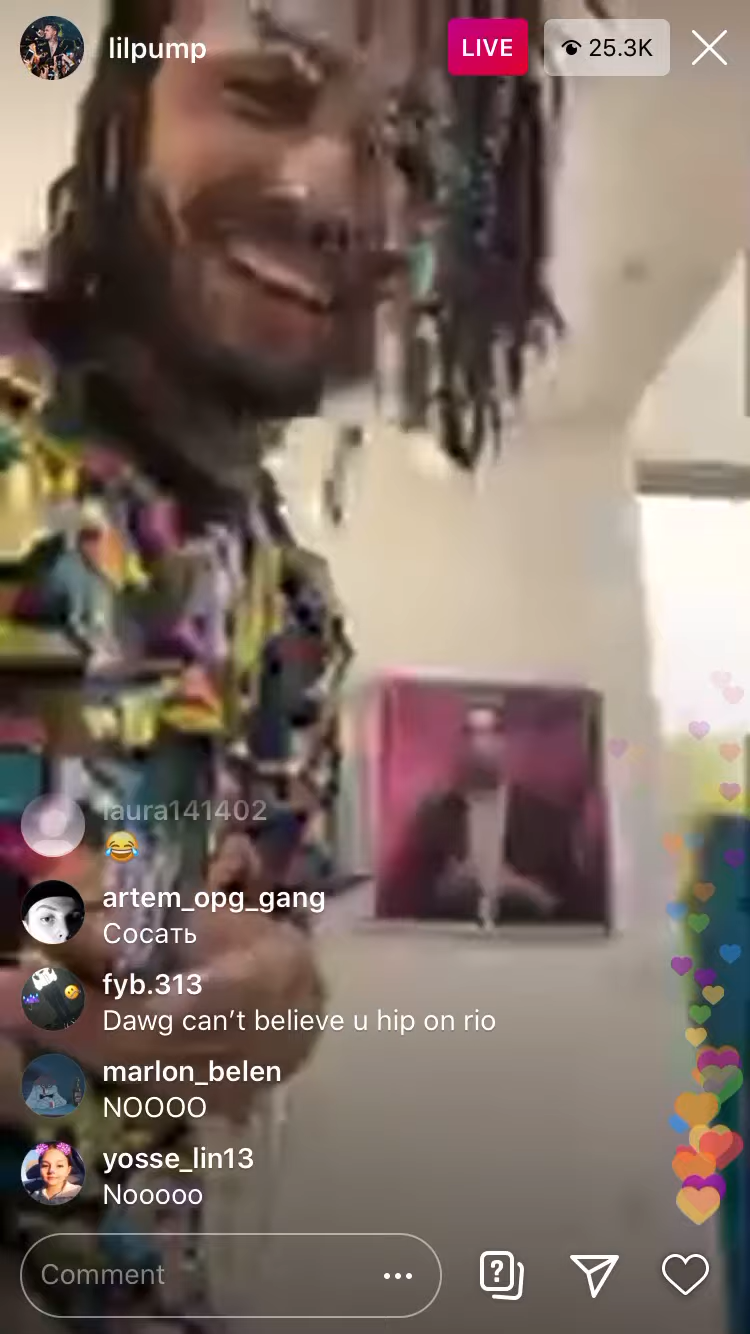 lilpump
LIVE
25.3K
laura141402
😂
artem_opg_gang
Сосать
fyb.313
Dawg can’t believe u hip on rio
marlon_belen
NOOOO
yosse_lin13
Nooooo
Comment